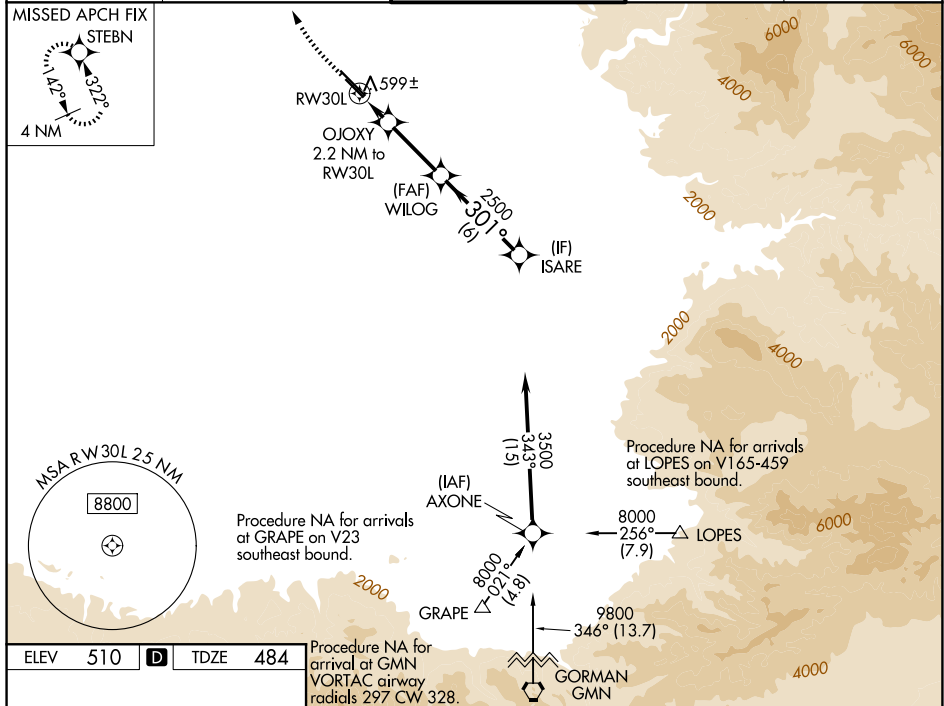 MISSED APCH FIX
STEBN
142°
322°
4 NM
599±
RW30L
OJOXY
2.2 NM to
RW30L
(FAF)
WILOG
2500
301°
(6)
(IF)
ISARE
6000
6000
4000
2000
2000
4000
MSA RW30L 25 NM
8800
3500
343°
(15)
(IAF)
AXONE
Procedure NA for arrivals
at LOPES on V165-459
southeast bound.
Procedure NA for arrivals
at GRAPE on V23
southeast bound.
8000
256°
(7.9)
LOPES
6000
8000
021°
(4.8)
GRAPE
2000
9800
346° (13.7)
GORMAN
GMN
4000
ELEV 510 D TDZE 484
Procedure NA for
arrival at GMN
VORTAC airway
radials 297 CW 328.